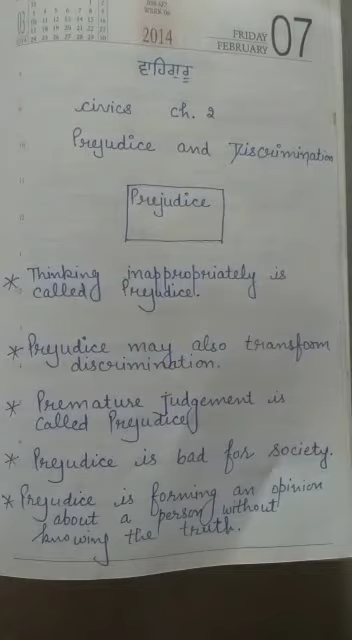 2014
FRIDAY
FEBRUARY
07
ਵਾਹਿਗੁਰੂ
civics ch. 2
Prejudice and Discrimination
Prejudice
* Thinking inappropriately is
called Prejudice.
* Prejudice may also transform
discrimination.
* Premature judgement is
called Prejudice
* Prejudice is bad for society.
* Prejudice is forming an opinion
about a person without
knowing the truth.